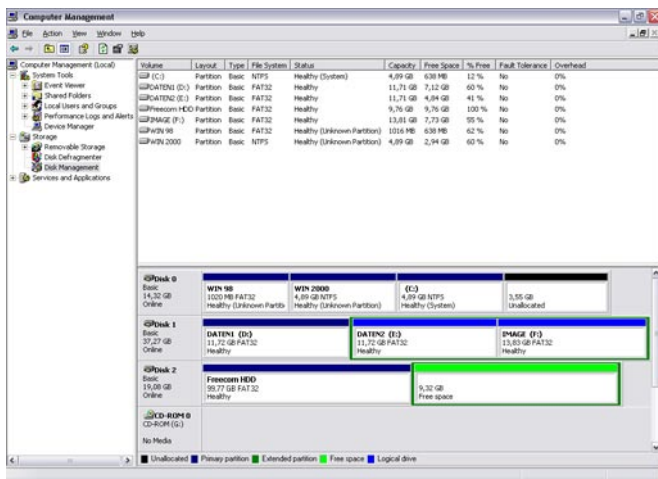 Computer Management
File Action View Window Help
Computer Management (Local)
System Tools
Event Viewer
Shared Folders
Local Users and Groups
Performance Logs and Alerts
Device Manager
Storage
Removable Storage
Disk Defragmenter
Disk Management
Services and Applications
Volume Layout Type File System Status Capacity Free Space % Free Fault Tolerance Overhead
(C:) Partition Basic NTFS Healthy (System) 4,89 GB 638 MB 12 % No 0%
DATEN1 (D:) Partition Basic FAT32 Healthy 11,71 GB 7,12 GB 60 % No 0%
DATEN2 (E:) Partition Basic FAT32 Healthy 11,71 GB 4,84 GB 41 % No 0%
Freecom HDD Partition Basic FAT32 Healthy 9,76 GB 9,76 GB 100 % No 0%
IMAGE (F:) Partition Basic FAT32 Healthy 13,81 GB 7,73 GB 55 % No 0%
WIN 98 Partition Basic FAT32 Healthy (Unknown Partition) 1016 MB 638 MB 62 % No 0%
WIN 2000 Partition Basic NTFS Healthy (Unknown Partition) 4,89 GB 2,94 GB 60 % No 0%
Disk 0
Basic
14,32 GB
Online
WIN 98
1020 MB FAT32
Healthy (Unknown Partiti
WIN 2000
4,89 GB NTFS
Healthy (Unknown Partition)
(C:)
4,89 GB NTFS
Healthy (System)
3,55 GB
Unallocated
Disk 1
Basic
37,27 GB
Online
DATEN1 (D:)
11,72 GB FAT32
Healthy
DATEN2 (E:)
11,72 GB FAT32
Healthy
IMAGE (F:)
13,83 GB FAT32
Healthy
Disk 2
Basic
19,08 GB
Online
Freecom HDD
GB FAT32
Healthy
9,32 GB
Free space
CD-ROM 0
CD-ROM (G:)
No Media
Unallocated Primary partition Extended partition Free space Logical drive